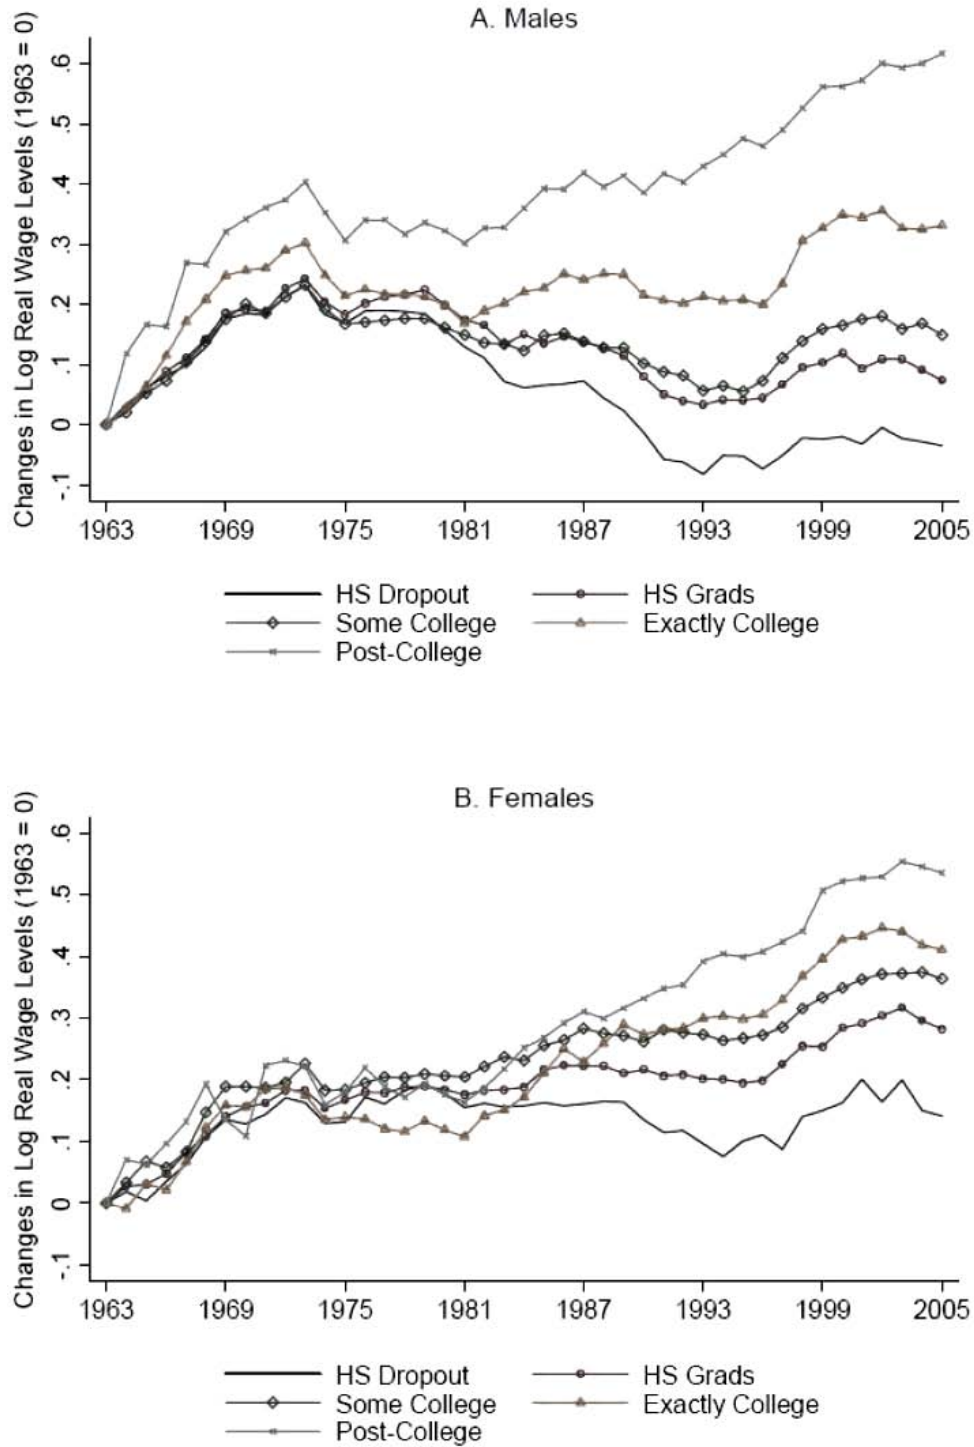 A. Males
Changes in Log Real Wage Levels (1963 = 0)
.6
.5
.4
.3
.2
.1
0
-.1
1963 1969 1975 1981 1987 1993 1999 2005
HS Dropout HS Grads
Some College Exactly College
Post-College
B. Females
Changes in Log Real Wage Levels (1963 = 0)
.6
.5
.4
.3
.2
.1
0
-.1
1963 1969 1975 1981 1987 1993 1999 2005
HS Dropout HS Grads
Some College Exactly College
Post-College